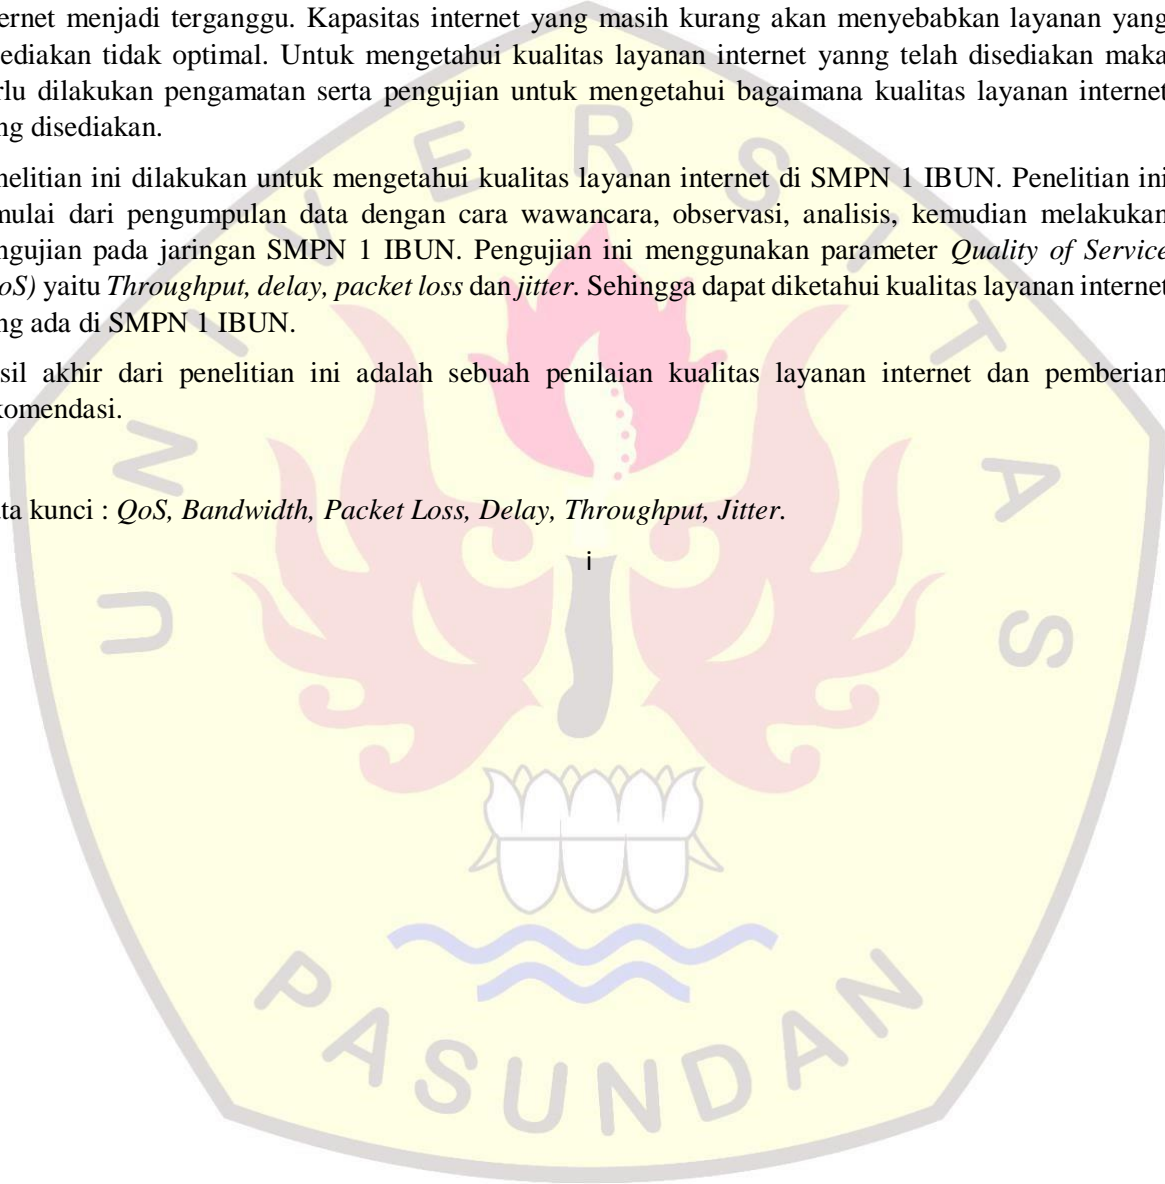 ernet menjadi terganggu. Kapasitas internet yang masih kurang akan menyebabkan layanan yang
ediakan tidak optimal. Untuk mengetahui kualitas layanan internet yanng telah disediakan maka
rlu dilakukan pengamatan serta pengujian untuk mengetahui bagaimana kualitas layanan internet
ng disediakan.
nelitian ini dilakukan untuk mengetahui kualitas layanan internet di SMPN 1 IBUN. Penelitian ini
mulai dari pengumpulan data dengan cara wawancara, observasi, analisis, kemudian melakukan
ngujian pada jaringan SMPN 1 IBUN. Pengujian ini menggunakan parameter Quality of Service
oS) yaitu Throughput, delay, packet loss dan jitter. Sehingga dapat diketahui kualitas layanan internet
ng ada di SMPN 1 IBUN.
sil akhir dari penelitian ini adalah sebuah penilaian kualitas layanan internet dan pemberian
komendasi.
ta kunci : QoS, Bandwidth, Packet Loss, Delay, Throughput, Jitter.
i
UNIVERSITAS
PASUNDAN